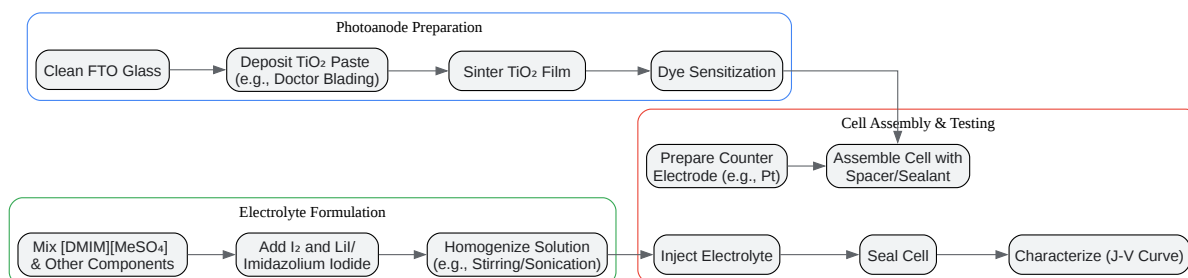 Photoanode Preparation
Clean FTO Glass
Deposit TiO₂ Paste
(e.g., Doctor Blading)
Sinter TiO₂ Film
Dye Sensitization
Cell Assembly & Testing
Prepare Counter
Electrode (e.g., Pt)
Assemble Cell with
Spacer/Sealant
Electrolyte Formulation
Mix [DMIM][MeSO₄]
& Other Components
Add I₂ and LiI/
Imidazolium Iodide
Homogenize Solution
(e.g., Stirring/Sonication)
Inject Electrolyte
Seal Cell
Characterize (J-V Curve)